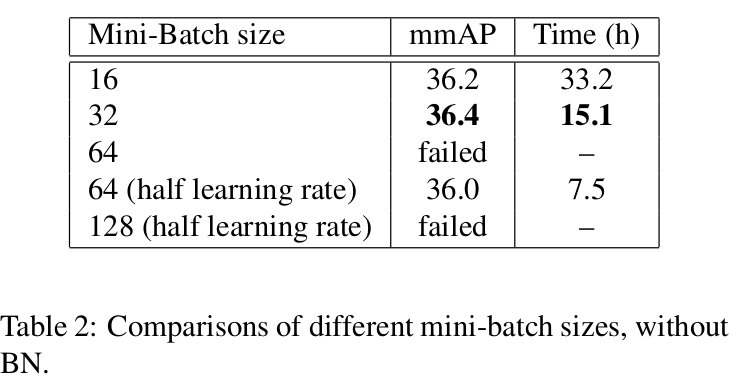 Mini-Batch size mmAP Time (h)
16 36.2 33.2
32 36.4 15.1
64 failed –
64 (half learning rate) 36.0 7.5
128 (half learning rate) failed –
Table 2: Comparisons of different mini-batch sizes, without
BN.